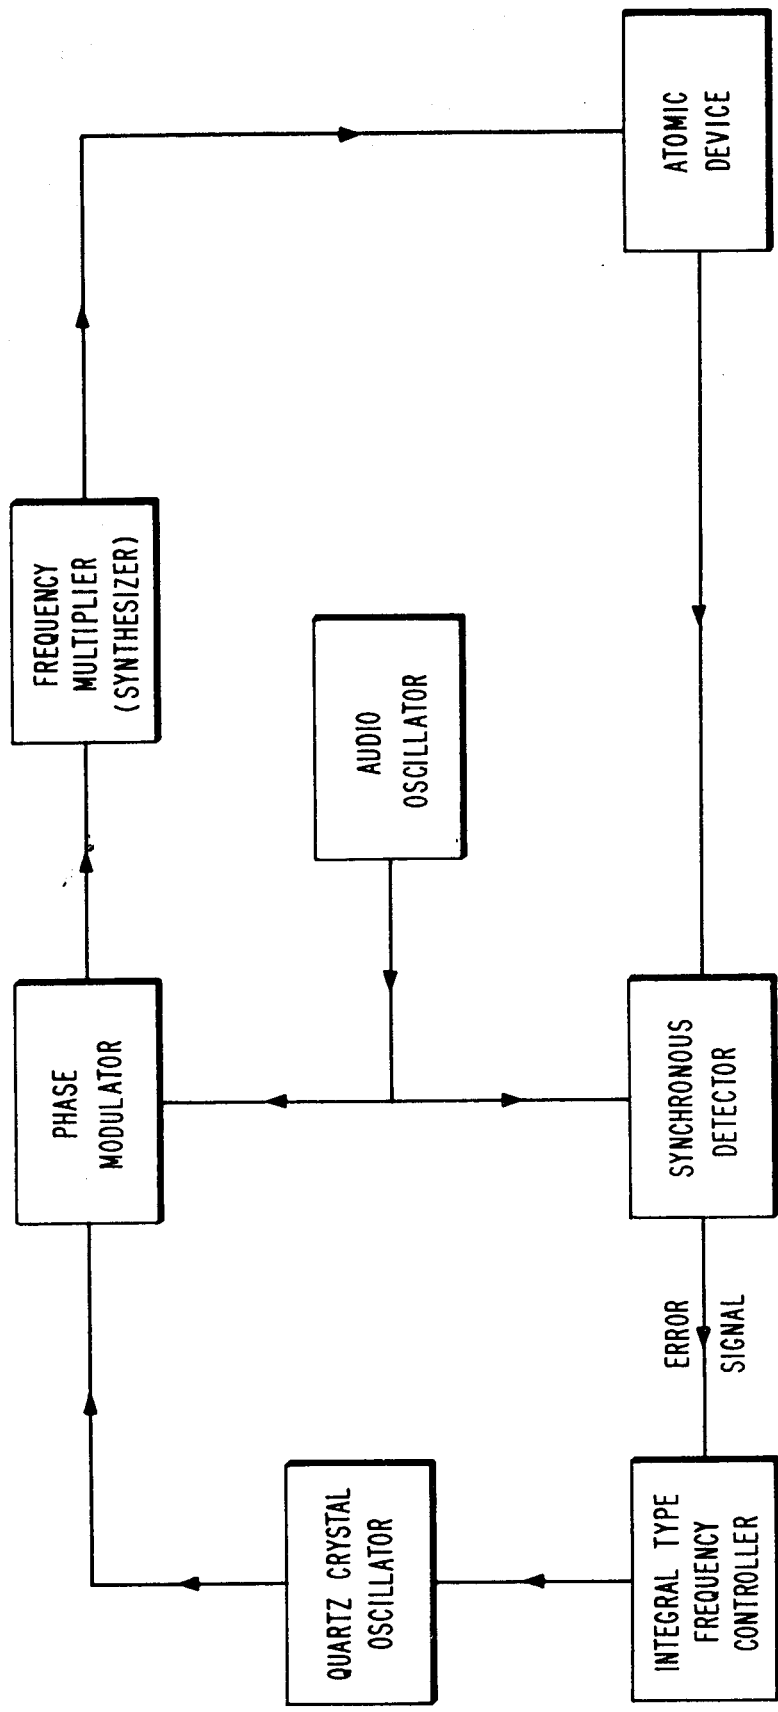 PHASE
MODULATOR
FREQUENCY
MULTIPLIER
(SYNTHESIZER)
QUARTZ CRYSTAL
OSCILLATOR
AUDIO
OSCILLATOR
INTEGRAL TYPE
FREQUENCY
CONTROLLER
ERROR
SIGNAL
SYNCHRONOUS
DETECTOR
ATOMIC
DEVICE